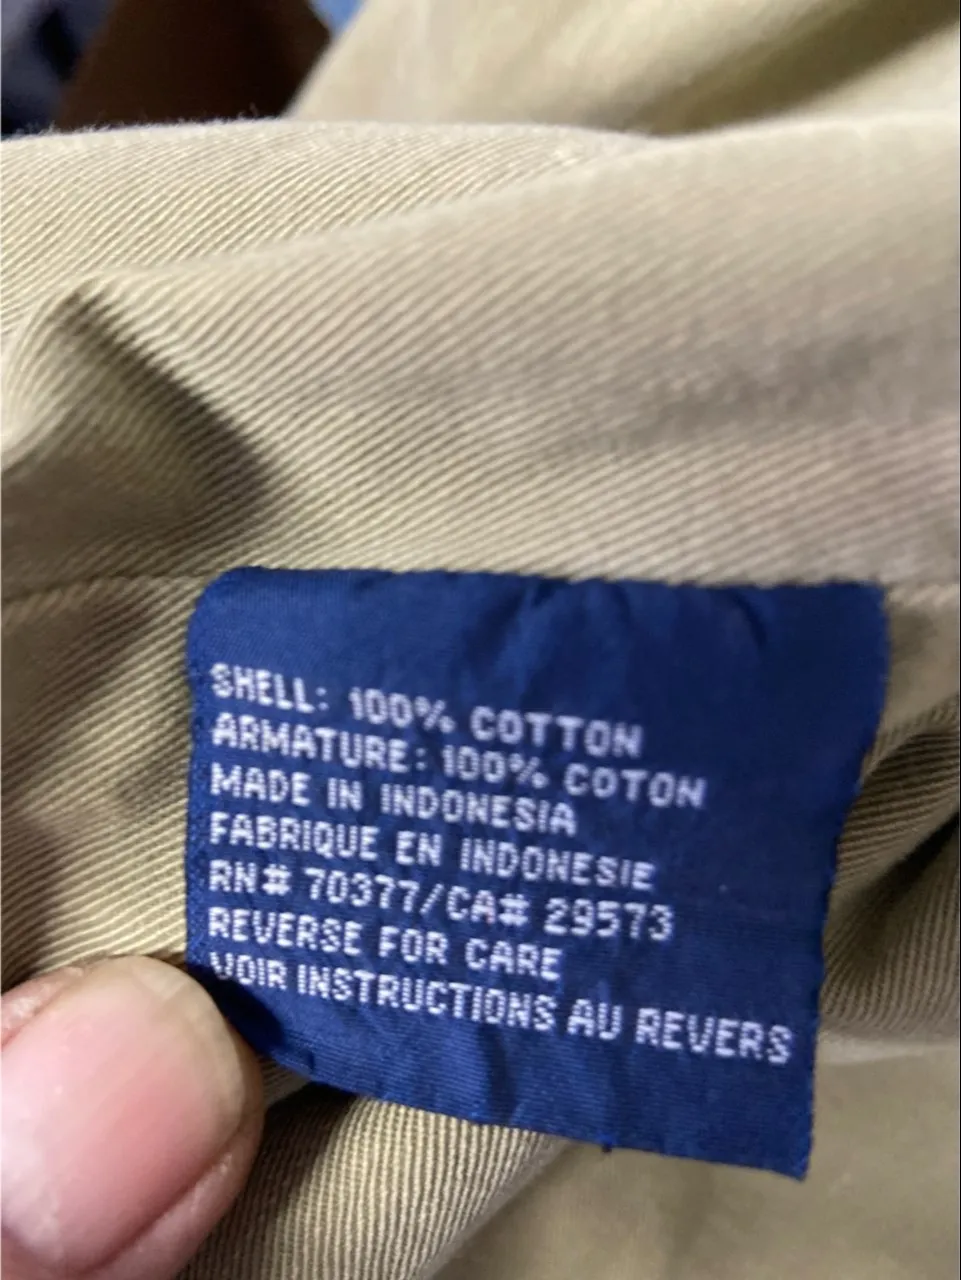 SHELL: 100% COTTON
ARMATURE: 100% COTON
MADE IN INDONESIA
FABRIQUE EN INDONESIE
RN# 70377/CA# 29573
REVERSE FOR CARE
VOIR INSTRUCTIONS AU REVERS